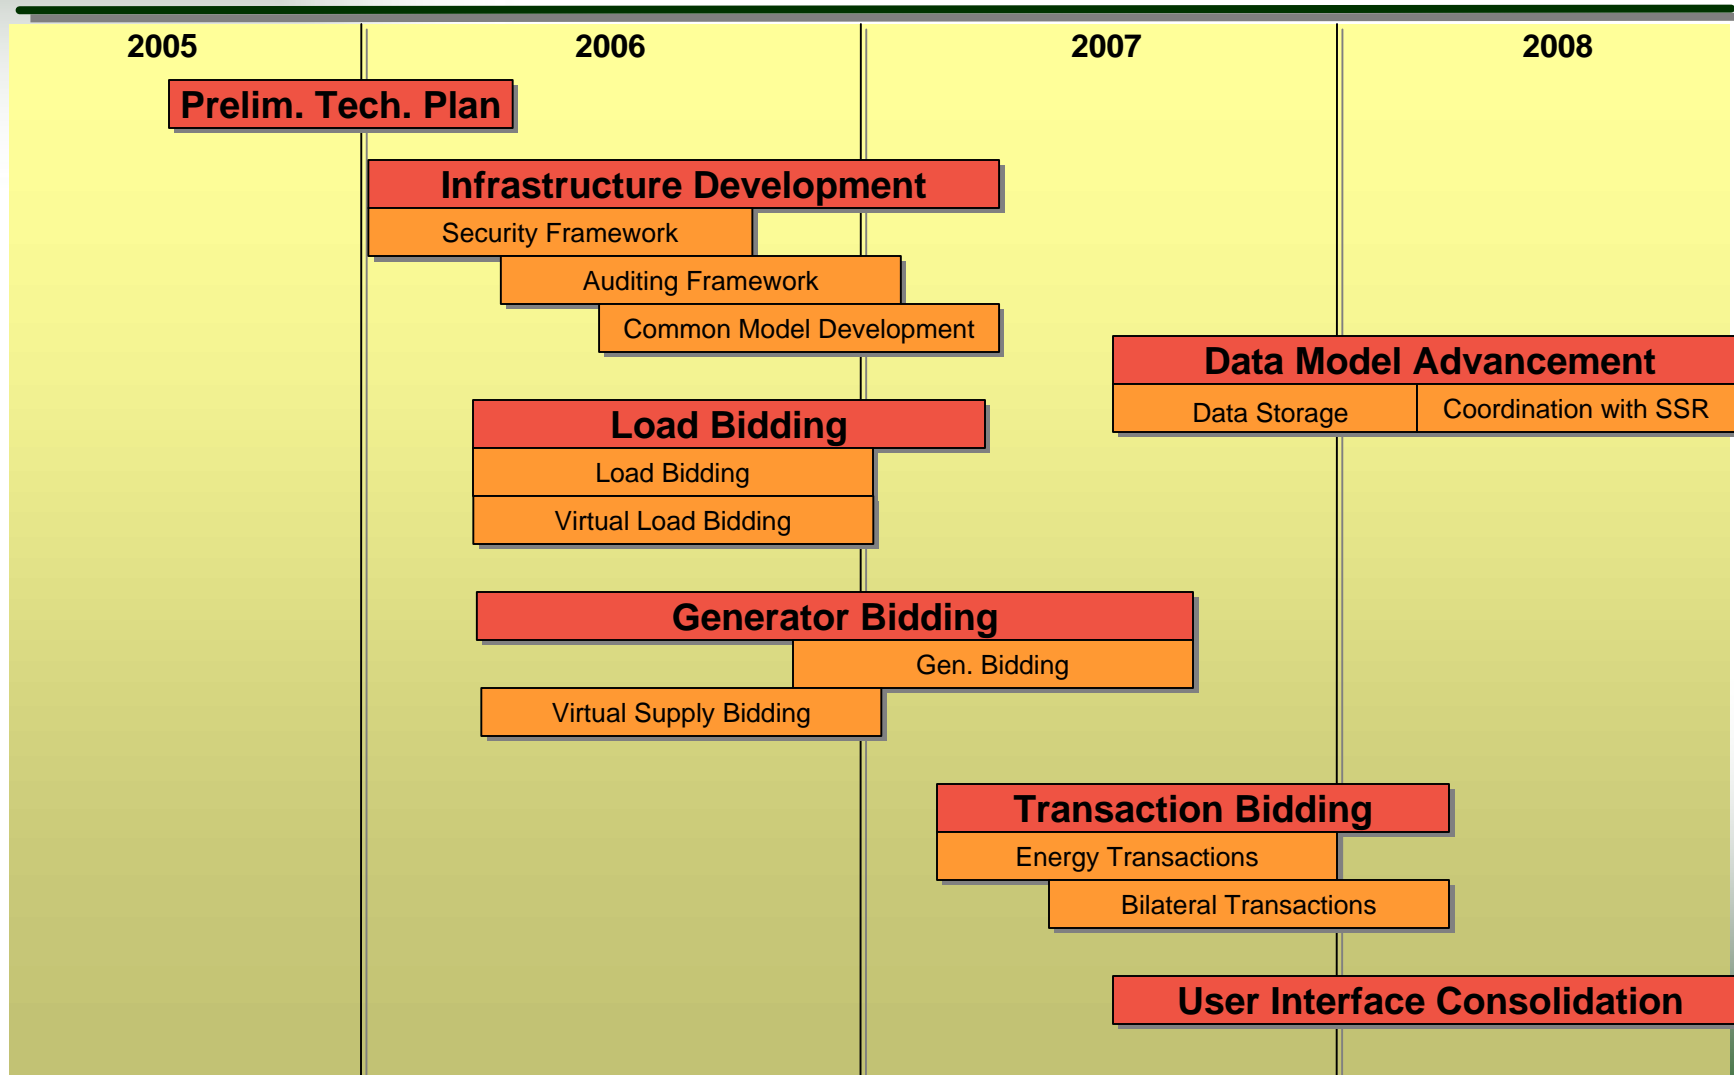 2005
2006
2007
2008
Prelim. Tech. Plan
Infrastructure Development
Security Framework
Auditing Framework
Common Model Development
Data Model Advancement
Data Storage
Coordination with SSR
Load Bidding
Load Bidding
Virtual Load Bidding
Generator Bidding
Gen. Bidding
Virtual Supply Bidding
Transaction Bidding
Energy Transactions
Bilateral Transactions
User Interface Consolidation